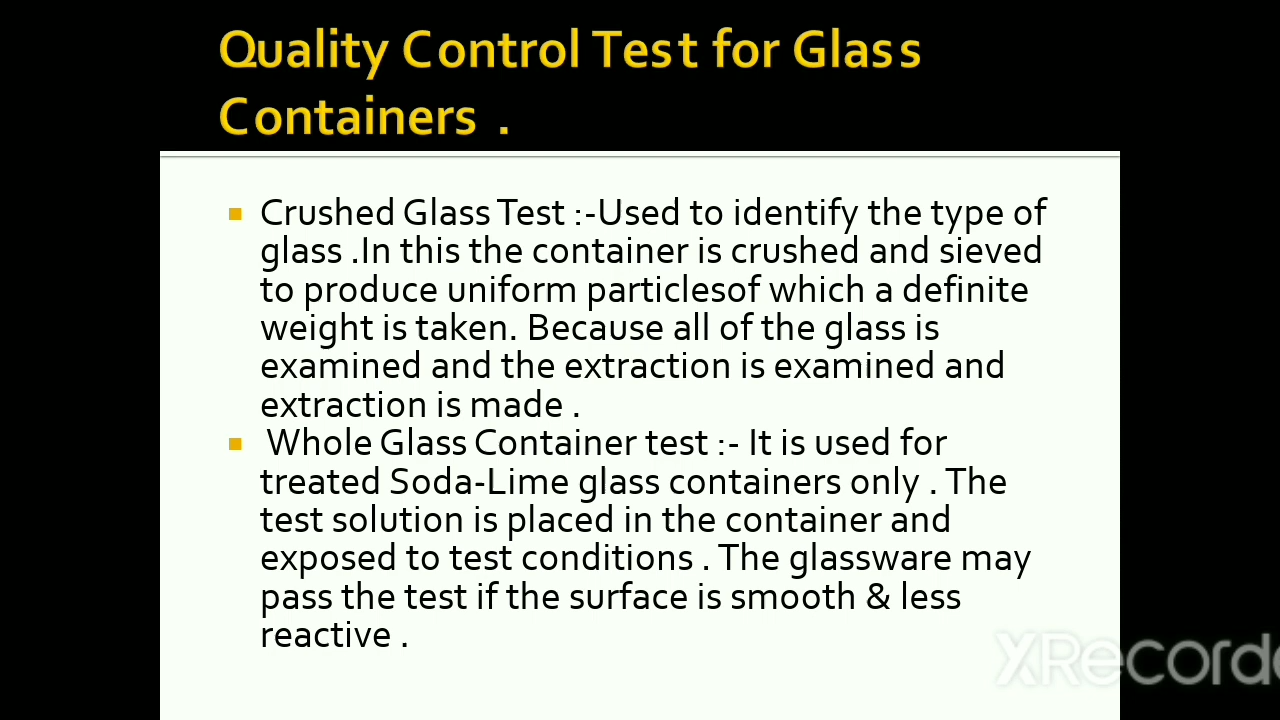 Quality Control Test for Glass
Containers .
Crushed Glass Test :-Used to identify the type of
glass .In this the container is crushed and sieved
to produce uniform particlesof which a definite
weight is taken. Because all of the glass is
examined and the extraction is examined and
extraction is made .
Whole Glass Container test :- It is used for
treated Soda-Lime glass containers only . The
test solution is placed in the container and
exposed to test conditions . The glassware may
pass the test if the surface is smooth & less
reactive .
XRecorde